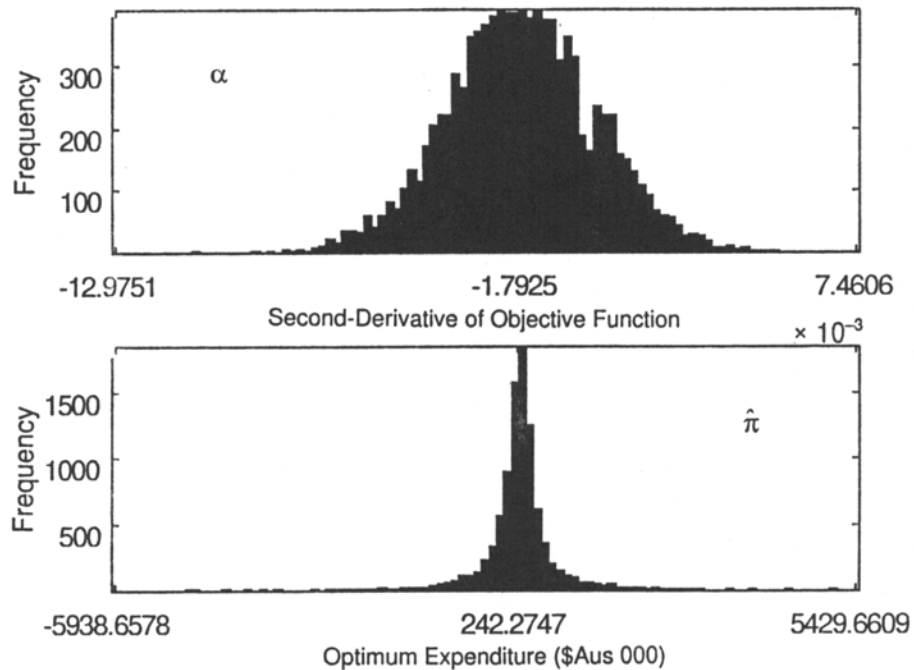 Frequency
300
200
100
α
-12.9751 -1.7925 7.4606
Second-Derivative of Objective Function
× 10⁻³
Frequency
1500
1000
500
π̂
-5938.6578 242.2747 5429.6609
Optimum Expenditure ($Aus 000)